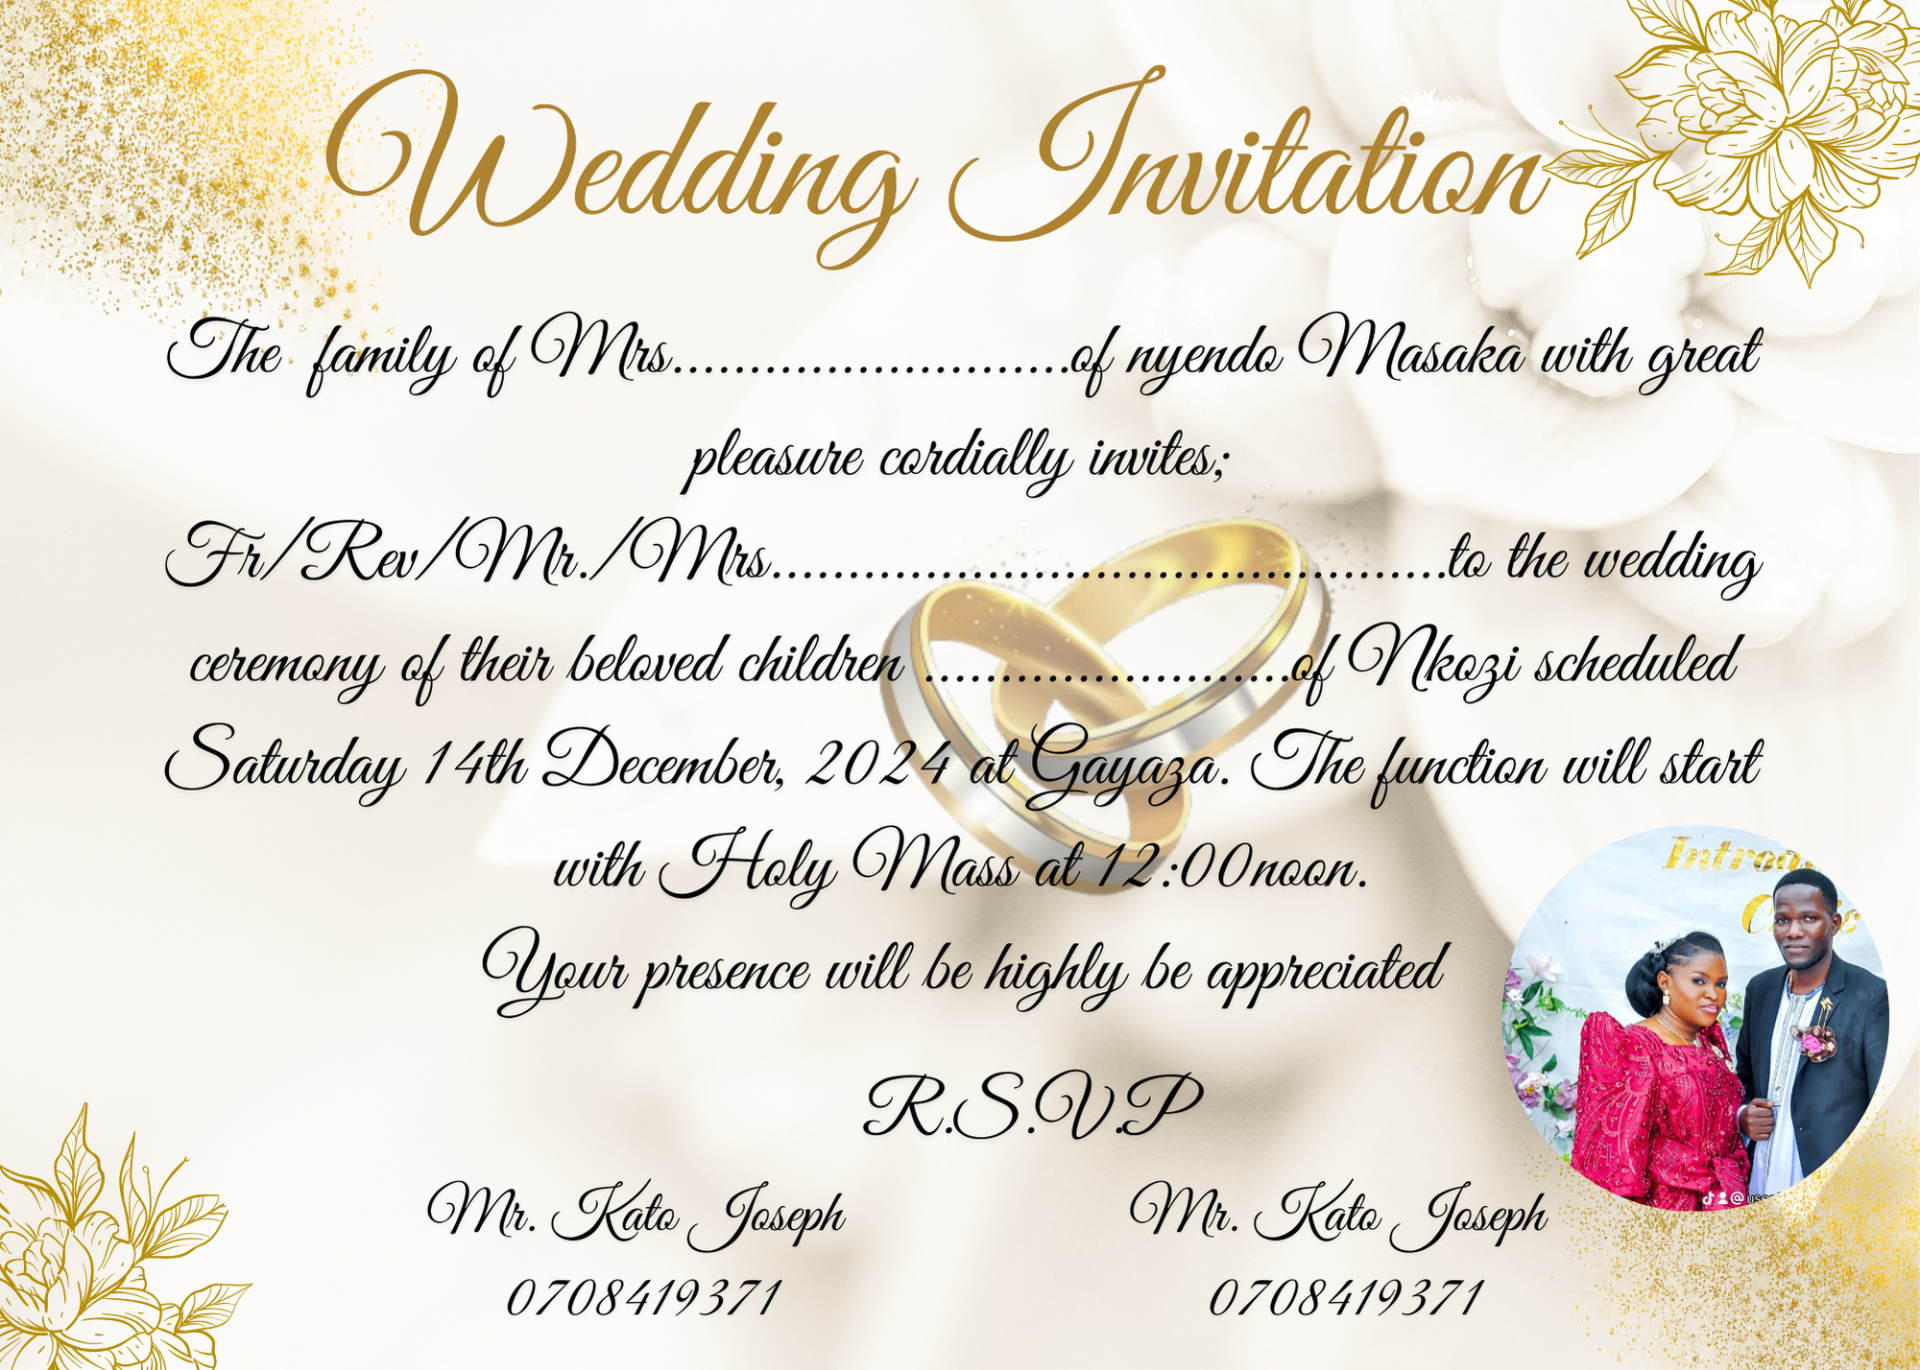 Wedding Invitation
The family of Mrs..........................of nyendo Masaka with great
pleasure cordially invites;
Fr/Rev/Mr./Mrs............................................to the wedding
ceremony of their beloved children ........................of Nkozi scheduled
Saturday 14th December, 2024 at Gayaza. The function will start
with Holy Mass at 12:00noon.
Your presence will be highly be appreciated
R.S.V.P
Mr. Kato Joseph
0708419371
Mr. Kato Joseph
0708419371